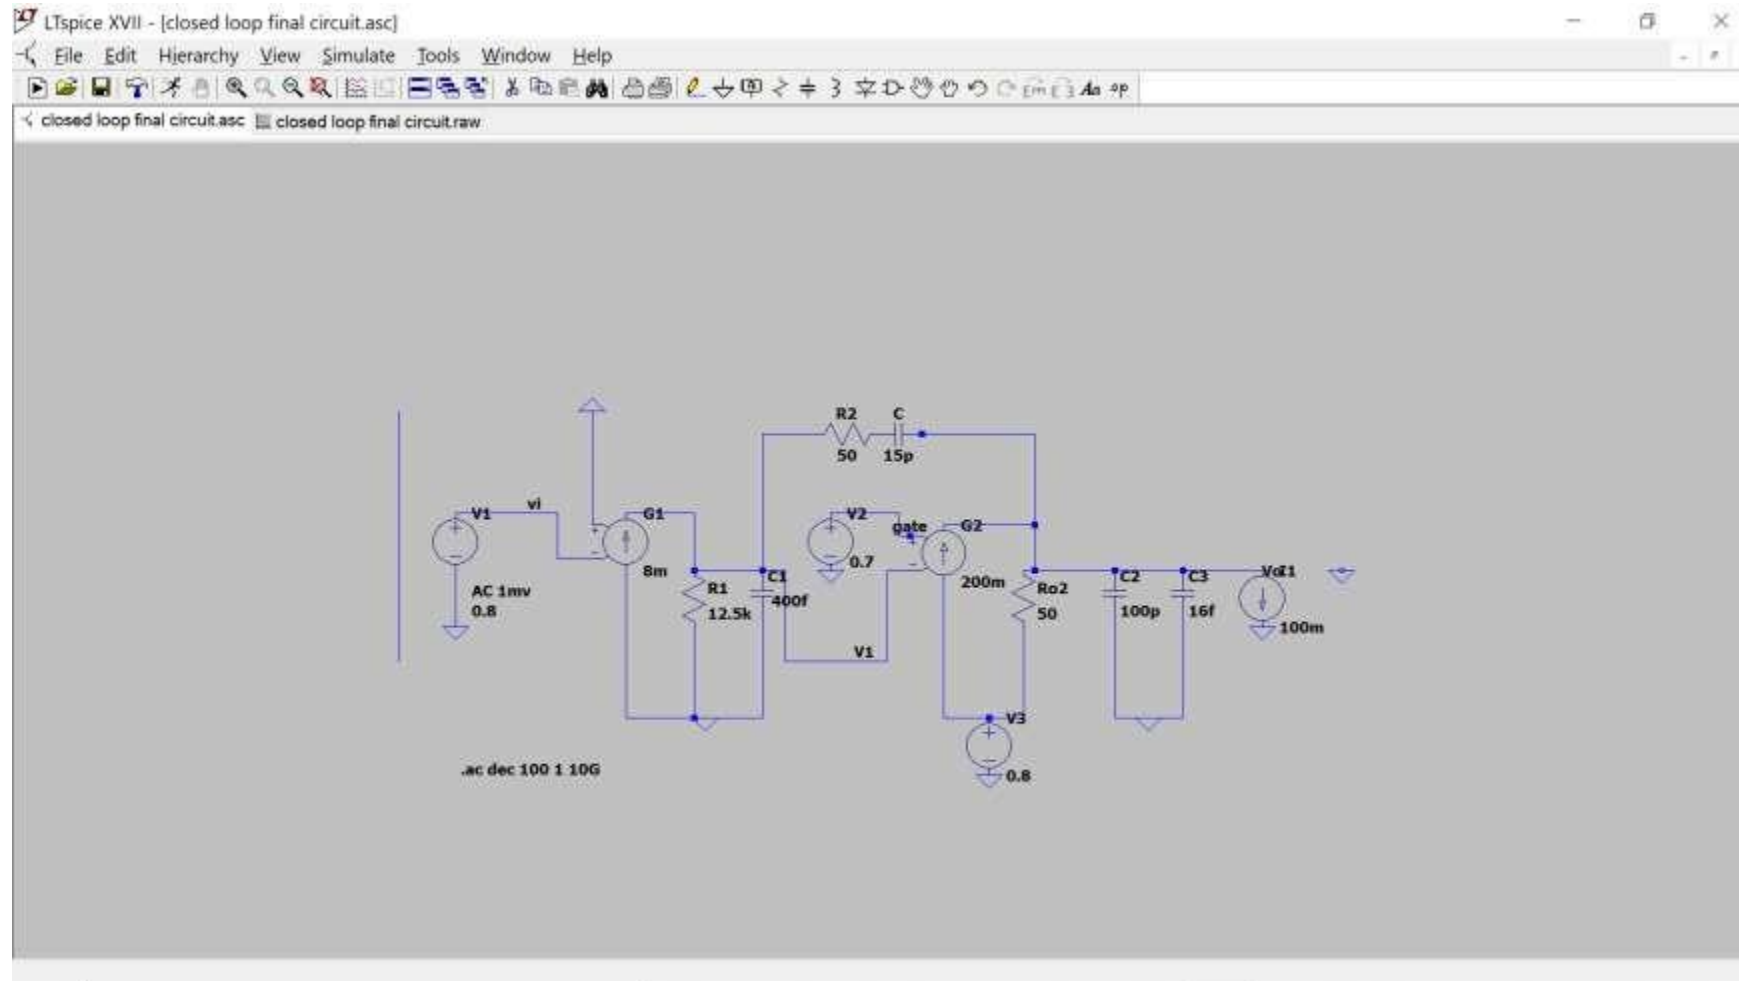 LTspice XVII - [closed loop final circuit.asc]
File Edit Hierarchy View Simulate Tools Window Help
Aa .op
closed loop final circuit.asc closed loop final circuit.raw
R2 C
50 15p
V1 vi G1 V2 gate G2
0.7
8m
AC 1mv
0.8
R1
12.5k
C1
400f
200m
Ro2
50
C2
100p
C3
16f
100m
V1
V3
0.8
.ac dec 100 1 10G